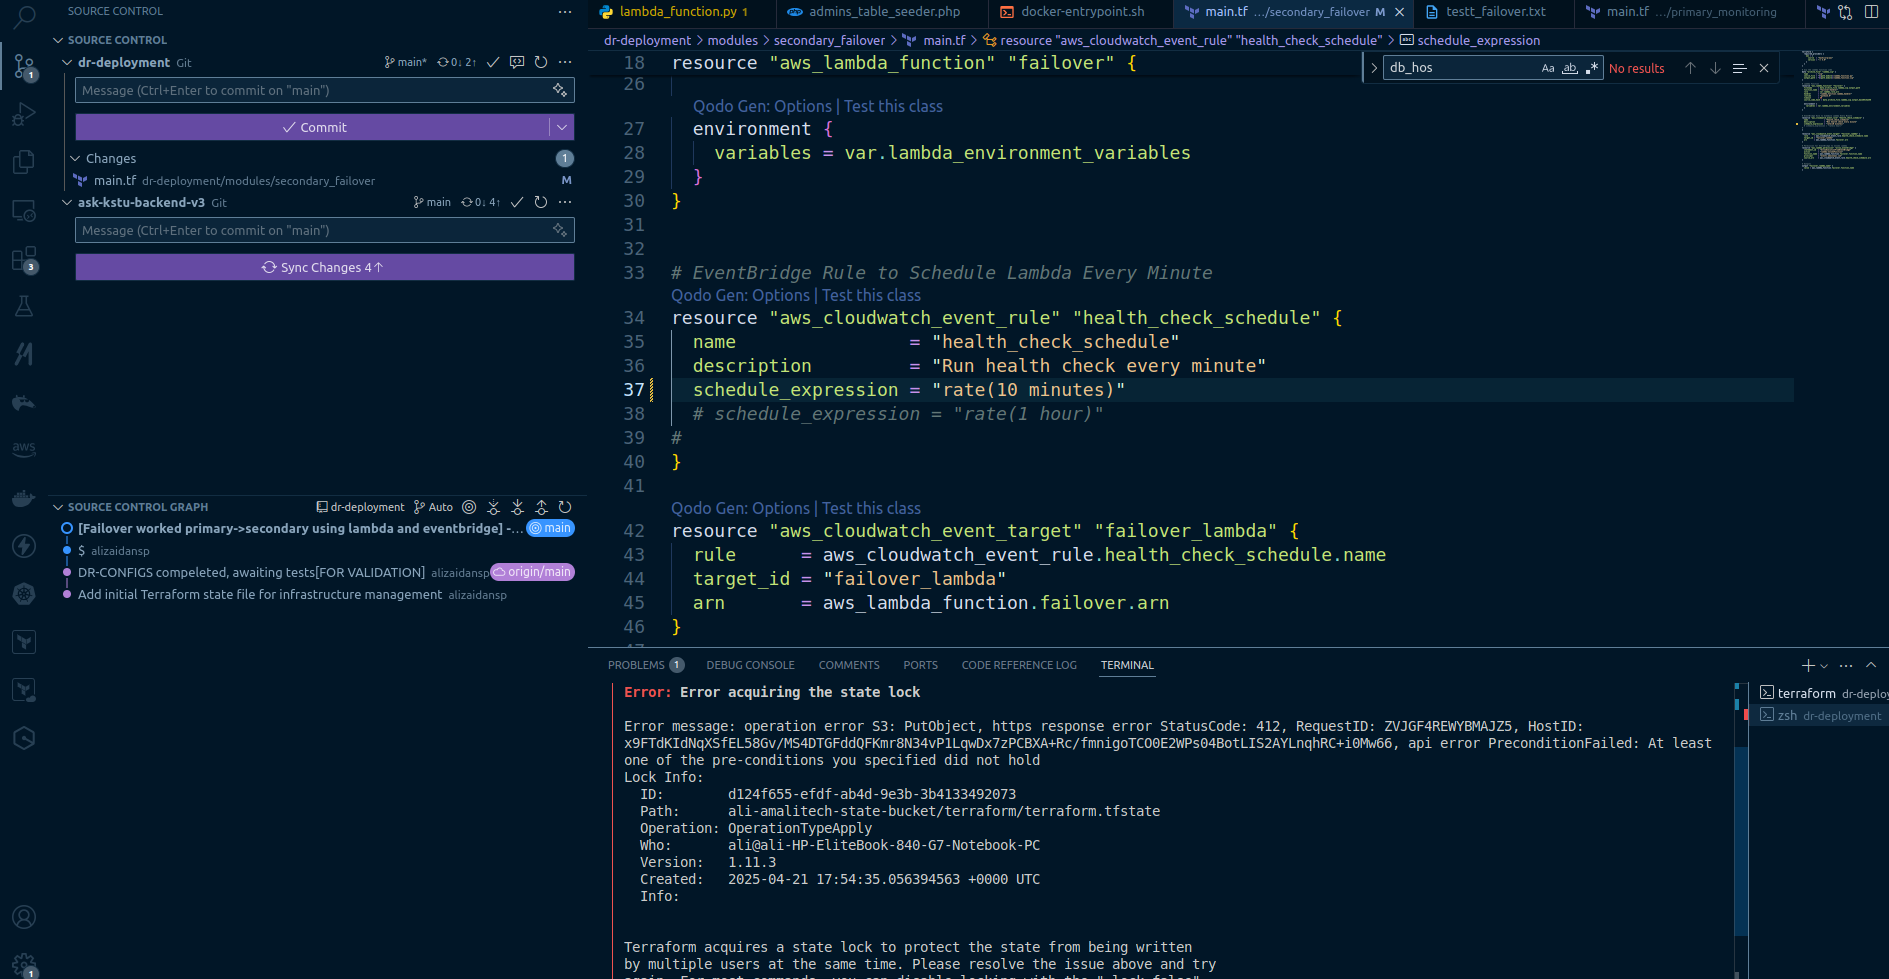 SOURCE CONTROL
SOURCE CONTROL
dr-deployment Git main* 0↓ 2↑
Message (Ctrl+Enter to commit on "main")
Commit
Changes 1
main.tf dr-deployment/modules/secondary_failover M
ask-kstu-backend-v3 Git main 0↓ 4↑
Message (Ctrl+Enter to commit on "main")
Sync Changes 4↑
1
3
aws
1
SOURCE CONTROL GRAPH dr-deployment Auto
[Failover worked primary->secondary using lambda and eventbridge] -... main
$ alizaidansp
DR-CONFIGS compeleted, awaiting tests[FOR VALIDATION] alizaidansp origin/main
Add initial Terraform state file for infrastructure management alizaidansp
lambda_function.py 1 admins_table_seeder.php docker-entrypoint.sh main.tf .../secondary_failover M testt_failover.txt main.tf .../primary_monitoring
dr-deployment > modules > secondary_failover > main.tf > resource "aws_cloudwatch_event_rule" "health_check_schedule" > schedule_expression
db_hos Aa ab .* No results
18 resource "aws_lambda_function" "failover" {
26
Qodo Gen: Options | Test this class
27 environment {
28 variables = var.lambda_environment_variables
29 }
30 }
31
32
33 # EventBridge Rule to Schedule Lambda Every Minute
Qodo Gen: Options | Test this class
34 resource "aws_cloudwatch_event_rule" "health_check_schedule" {
35 name = "health_check_schedule"
36 description = "Run health check every minute"
37 schedule_expression = "rate(10 minutes)"
38 # schedule_expression = "rate(1 hour)"
39 #
40 }
41
Qodo Gen: Options | Test this class
42 resource "aws_cloudwatch_event_target" "failover_lambda" {
43 rule = aws_cloudwatch_event_rule.health_check_schedule.name
44 target_id = "failover_lambda"
45 arn = aws_lambda_function.failover.arn
46 }
PROBLEMS 1 DEBUG CONSOLE COMMENTS PORTS CODE REFERENCE LOG TERMINAL
terraform dr-deploy
zsh dr-deployment
Error: Error acquiring the state lock
Error message: operation error S3: PutObject, https response error StatusCode: 412, RequestID: ZVJGF4REWYBMAJZ5, HostID:
x9FTdKIdNqXSfEL58Gv/MS4DTGFddQFKmr8N34vP1LqwDx7zPCBXA+Rc/fmnigoTCO0E2WPs04BotLIS2AYLnqhRC+i0Mw66, api error PreconditionFailed: At least
one of the pre-conditions you specified did not hold
Lock Info:
ID: d124f655-efdf-ab4d-9e3b-3b4133492073
Path: ali-amalitech-state-bucket/terraform/terraform.tfstate
Operation: OperationTypeApply
Who: ali@ali-HP-EliteBook-840-G7-Notebook-PC
Version: 1.11.3
Created: 2025-04-21 17:54:35.056394563 +0000 UTC
Info:
Terraform acquires a state lock to protect the state from being written
by multiple users at the same time. Please resolve the issue above and try